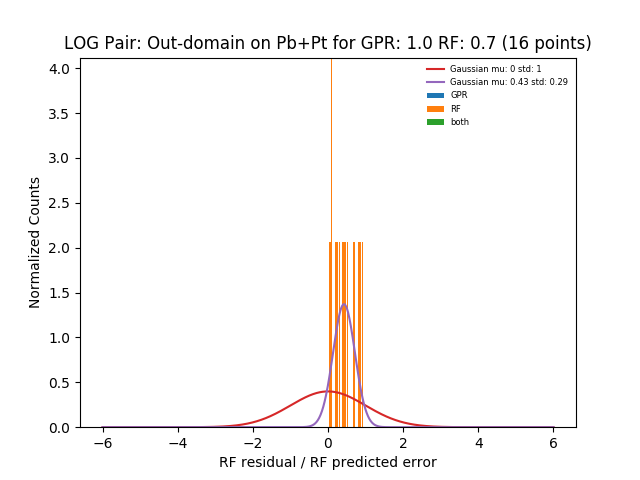 LOG Pair: Out-domain on Pb+Pt for GPR: 1.0 RF: 0.7 (16 points)
Gaussian mu: 0 std: 1
Gaussian mu: 0.43 std: 0.29
GPR
RF
both
Normalized Counts
4.0
3.5
3.0
2.5
2.0
1.5
1.0
0.5
0.0
−6
−4
−2
0
2
4
6
RF residual / RF predicted error